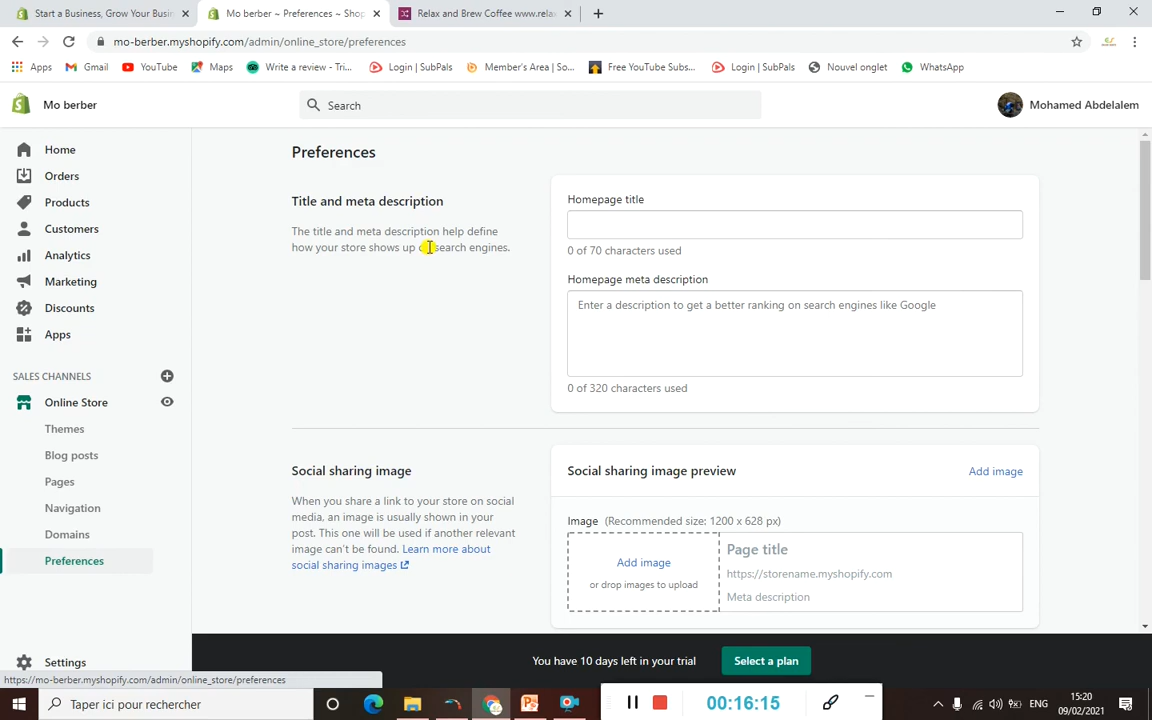 Start a Business, Grow Your Busin
Mo berber ~ Preferences ~ Shop
Relax and Brew Coffee www.relax
mo-berber.myshopify.com/admin/online_store/preferences
Apps
Gmail
YouTube
Maps
Write a review - Tri...
Login | SubPals
Member's Area | So...
Free YouTube Subs...
Login | SubPals
Nouvel onglet
WhatsApp
Mo berber
Search
Mohamed Abdelalem
Home
Orders
Products
Customers
Analytics
Marketing
Discounts
Apps
SALES CHANNELS
Online Store
Themes
Blog posts
Pages
Navigation
Domains
Preferences
Settings
Preferences
Title and meta description
The title and meta description help define
how your store shows up search engines.
Homepage title
0 of 70 characters used
Homepage meta description
Enter a description to get a better ranking on search engines like Google
0 of 320 characters used
Social sharing image
When you share a link to your store on social
media, an image is usually shown in your
post. This one will be used if another relevant
image can't be found. Learn more about
social sharing images
Social sharing image preview
Add image
Image (Recommended size: 1200 x 628 px)
Add image
or drop images to upload
Page title
https://storename.myshopify.com
Meta description
You have 10 days left in your trial
Select a plan
https://mo-berber.myshopify.com/admin/online_store/preferences
Taper ici pour rechercher
00:16:15
ENG
15:20
09/02/2021